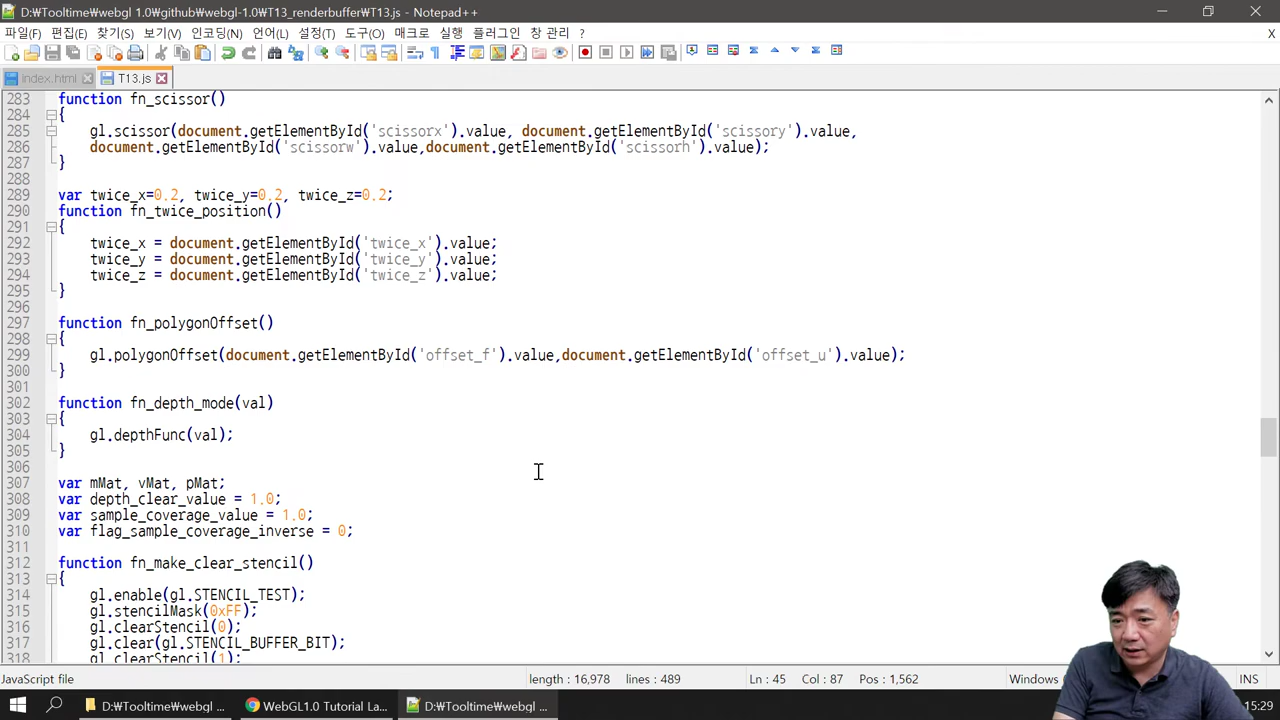 D:₩Tooltime₩webgl 1.0₩github₩webgl-1.0₩T13_renderbuffer₩T13.js - Notepad++
파일(F) 편집(E) 찾기(S) 보기(V) 인코딩(N) 언어(L) 설정(T) 도구(O) 매크로 실행 플러그인 창 관리 ? X
index.html T13.js
283 function fn_scissor()
284 {
285 gl.scissor(document.getElementById('scissorx').value, document.getElementById('scissory').value,
286 document.getElementById('scissorw').value,document.getElementById('scissorh').value);
287 }
288
289 var twice_x=0.2, twice_y=0.2, twice_z=0.2;
290 function fn_twice_position()
291 {
292 twice_x = document.getElementById('twice_x').value;
293 twice_y = document.getElementById('twice_y').value;
294 twice_z = document.getElementById('twice_z').value;
295 }
296
297 function fn_polygonOffset()
298 {
299 gl.polygonOffset(document.getElementById('offset_f').value,document.getElementById('offset_u').value);
300 }
301
302 function fn_depth_mode(val)
303 {
304 gl.depthFunc(val);
305 }
306
307 var mMat, vMat, pMat;
308 var depth_clear_value = 1.0;
309 var sample_coverage_value = 1.0;
310 var flag_sample_coverage_inverse = 0;
311
312 function fn_make_clear_stencil()
313 {
314 gl.enable(gl.STENCIL_TEST);
315 gl.stencilMask(0xFF);
316 gl.clearStencil(0);
317 gl.clear(gl.STENCIL_BUFFER_BIT);
318 gl.clearStencil(1);
JavaScript file length : 16,978 lines : 489 Ln : 45 Col : 87 Pos : 1,562 Windows INS
D:₩Tooltime₩webgl ... WebGL1.0 Tutorial La... D:₩Tooltime₩webgl ... 15:29